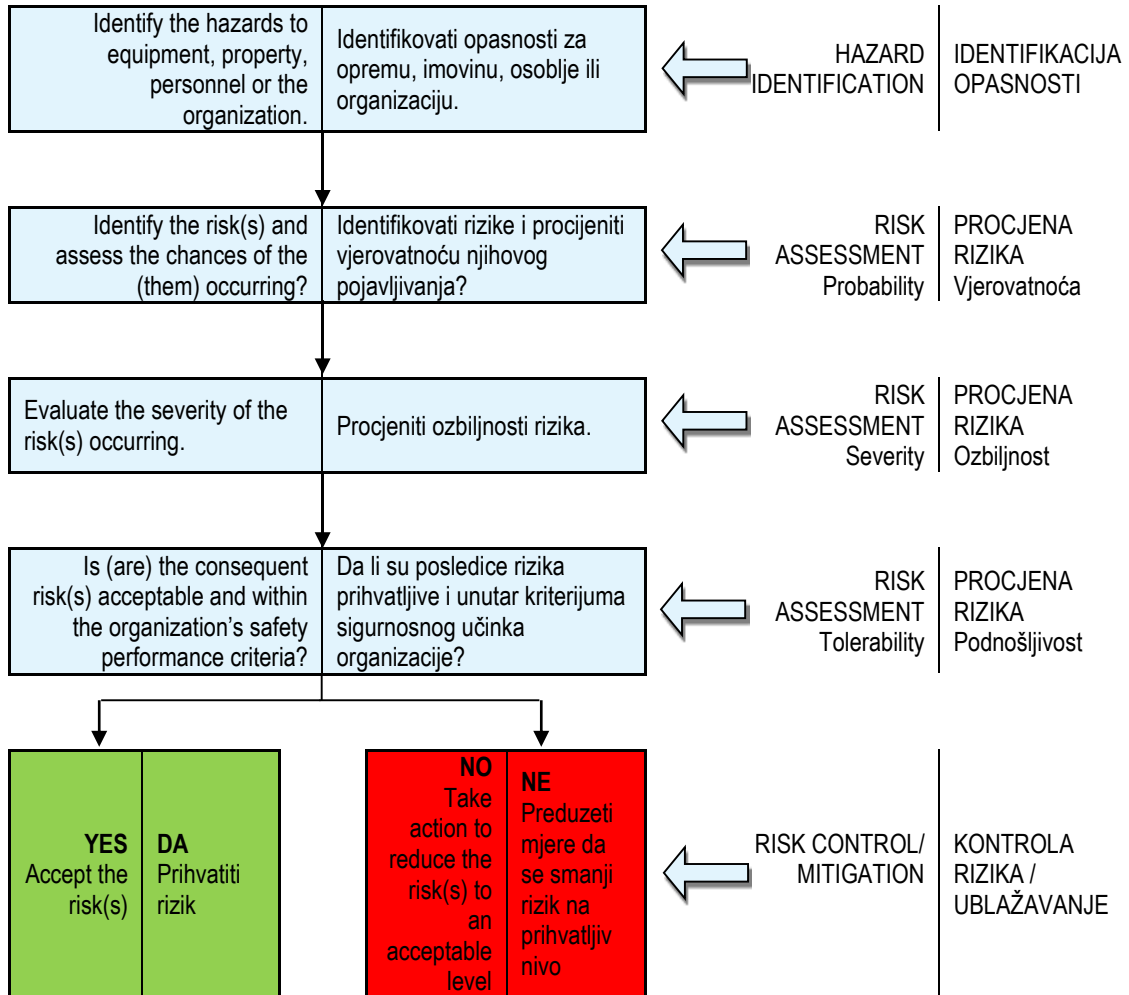 Identify the hazards to
equipment, property,
personnel or the
organization.
Identifikovati opasnosti za
opremu, imovinu, osoblje ili
organizaciju.
HAZARD
IDENTIFICATION
IDENTIFIKACIJA
OPASNOSTI
Identify the risk(s) and
assess the chances of the
(them) occurring?
Identifikovati rizike i procijeniti
vjerovatnoću njihovog
pojavljivanja?
RISK
ASSESSMENT
Probability
PROCJENA
RIZIKA
Vjerovatnoća
Evaluate the severity of the
risk(s) occurring.
Procjeniti ozbiljnosti rizika.
RISK
ASSESSMENT
Severity
PROCJENA
RIZIKA
Ozbiljnost
Is (are) the consequent
risk(s) acceptable and within
the organization’s safety
performance criteria?
Da li su posledice rizika
prihvatljive i unutar kriterijuma
sigurnosnog učinka
organizacije?
RISK
ASSESSMENT
Tolerability
PROCJENA
RIZIKA
Podnošljivost
YES
Accept the
risk(s)
DA
Prihvatiti
rizik
NO
Take
action to
reduce the
risk(s) to
an
acceptable
level
NE
Preduzeti
mjere da
se smanji
rizik na
prihvatljiv
nivo
RISK CONTROL/
MITIGATION
KONTROLA
RIZIKA /
UBLAŽAVANJE